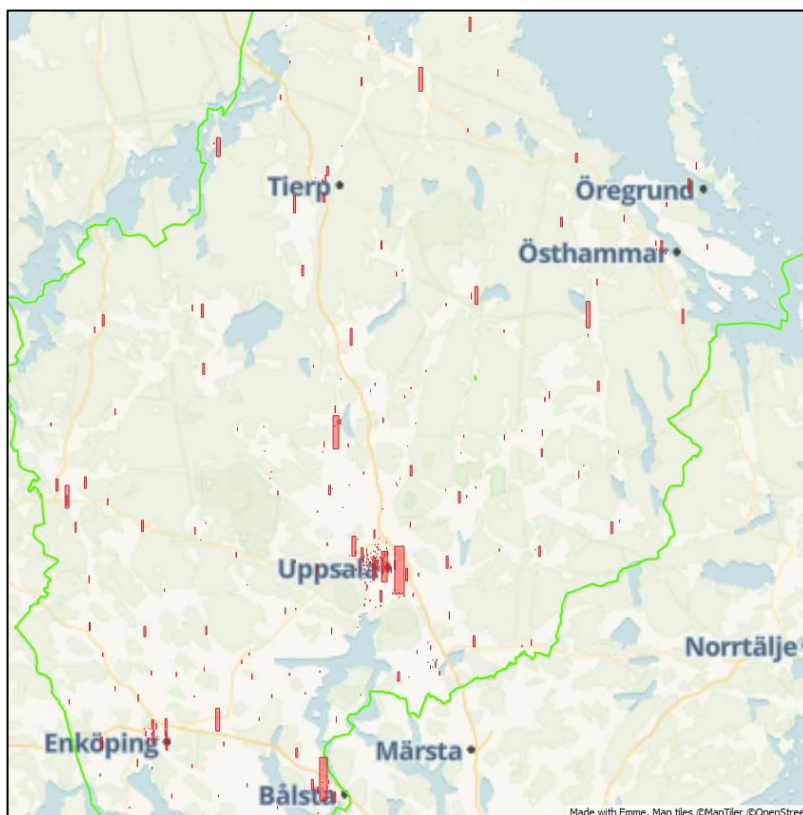 Tierp
Öregrund
Östhammar
Uppsala
Norrtälje
Enköping
Märsta
Bålsta
Made with Emme, Map tiles ©MapTiler ©OpenStree